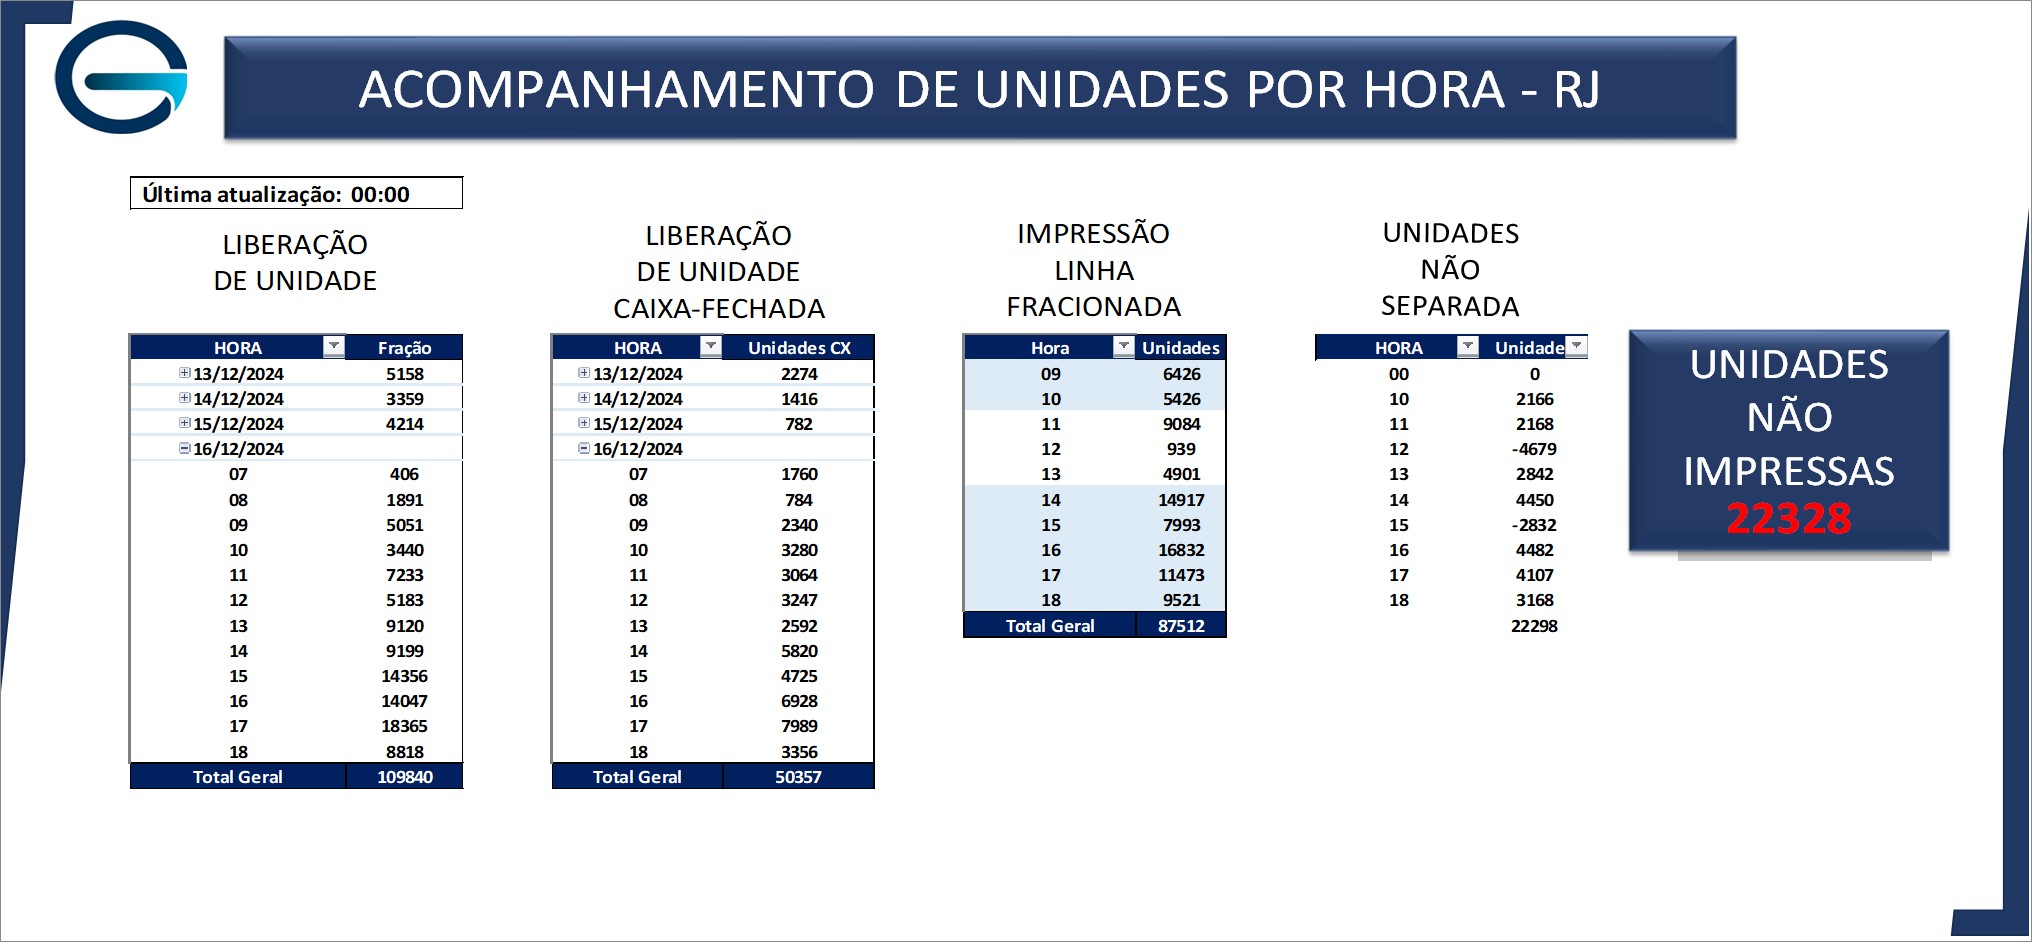 ACOMPANHAMENTO DE UNIDADES POR HORA - RJ
Última atualização: 00:00
LIBERAÇÃO
DE UNIDADE
HORA Fração
13/12/2024 5158
14/12/2024 3359
15/12/2024 4214
16/12/2024
07 406
08 1891
09 5051
10 3440
11 7233
12 5183
13 9120
14 9199
15 14356
16 14047
17 18365
18 8818
Total Geral 109840
LIBERAÇÃO
DE UNIDADE
CAIXA-FECHADA
HORA Unidades CX
13/12/2024 2274
14/12/2024 1416
15/12/2024 782
16/12/2024
07 1760
08 784
09 2340
10 3280
11 3064
12 3247
13 2592
14 5820
15 4725
16 6928
17 7989
18 3356
Total Geral 50357
IMPRESSÃO
LINHA
FRACIONADA
Hora Unidades
09 6426
10 5426
11 9084
12 939
13 4901
14 14917
15 7993
16 16832
17 11473
18 9521
Total Geral 87512
UNIDADES
NÃO
SEPARADA
HORA Unidade
00 0
10 2166
11 2168
12 -4679
13 2842
14 4450
15 -2832
16 4482
17 4107
18 3168
22298
UNIDADES
NÃO
IMPRESSAS
22328